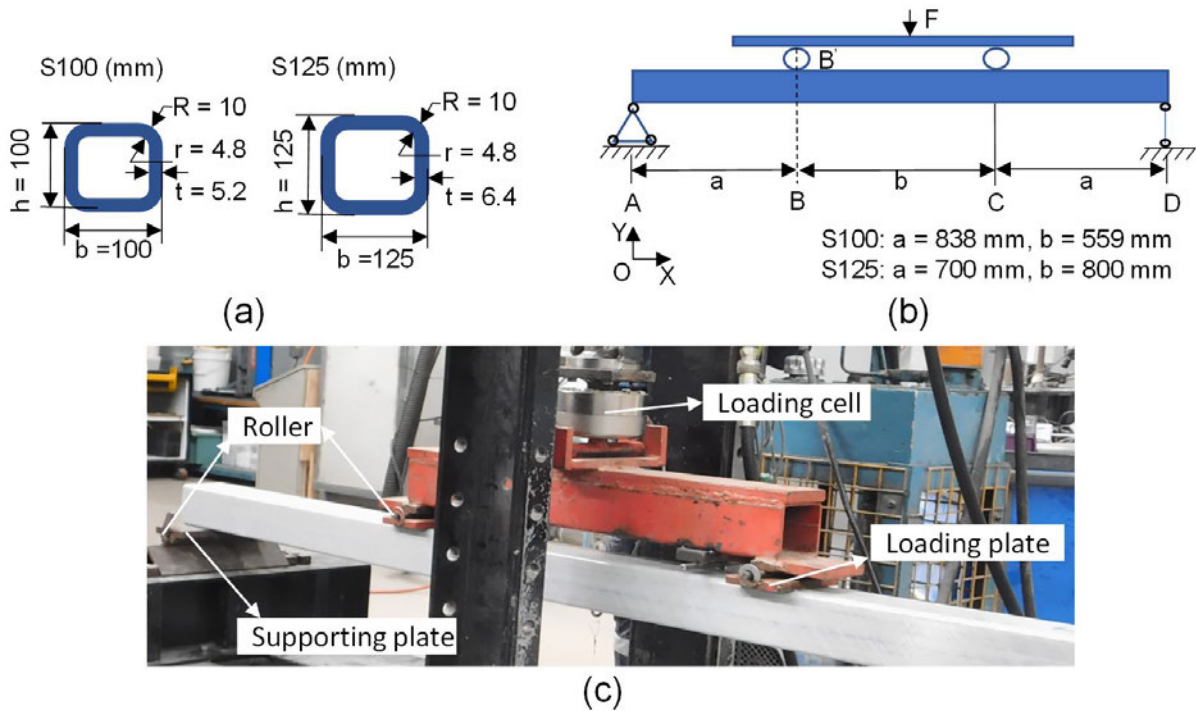 S100 (mm)
S125 (mm)
R = 10
R = 10
h = 100
r = 4.8
t = 5.2
b =100
h = 125
r = 4.8
t = 6.4
b =125
(a)
F
B'
a
b
a
A
B
C
D
Y
O
X
S100: a = 838 mm, b = 559 mm
S125: a = 700 mm, b = 800 mm
(b)
Roller
Loading cell
Loading plate
Supporting plate
(c)